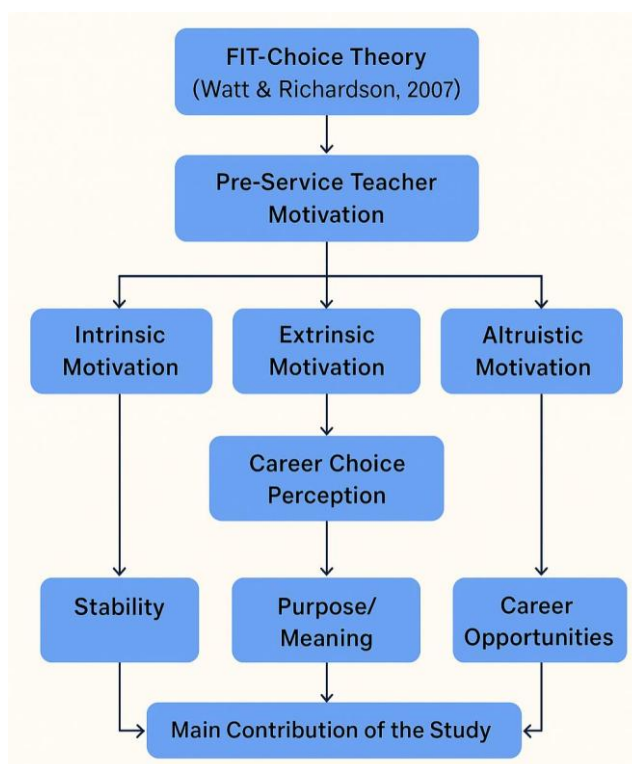 FIT-Choice Theory
(Watt & Richardson, 2007)
Pre-Service Teacher
Motivation
Intrinsic
Motivation
Extrinsic
Motivation
Altruistic
Motivation
Career Choice
Perception
Stability
Purpose/
Meaning
Career
Opportunities
Main Contribution of the Study